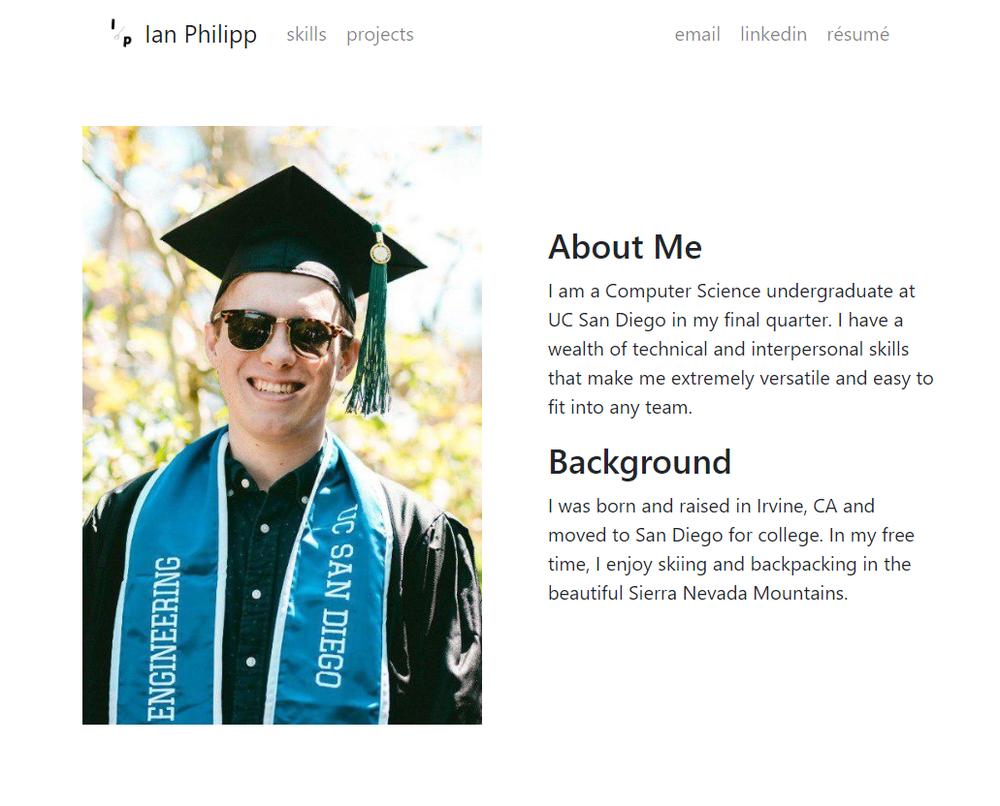 I/P Ian Philipp skills projects email linkedin résumé
About Me
I am a Computer Science undergraduate at
UC San Diego in my final quarter. I have a
wealth of technical and interpersonal skills
that make me extremely versatile and easy to
fit into any team.
Background
I was born and raised in Irvine, CA and
moved to San Diego for college. In my free
time, I enjoy skiing and backpacking in the
beautiful Sierra Nevada Mountains.
ENGINEERING
UC SAN DIEGO